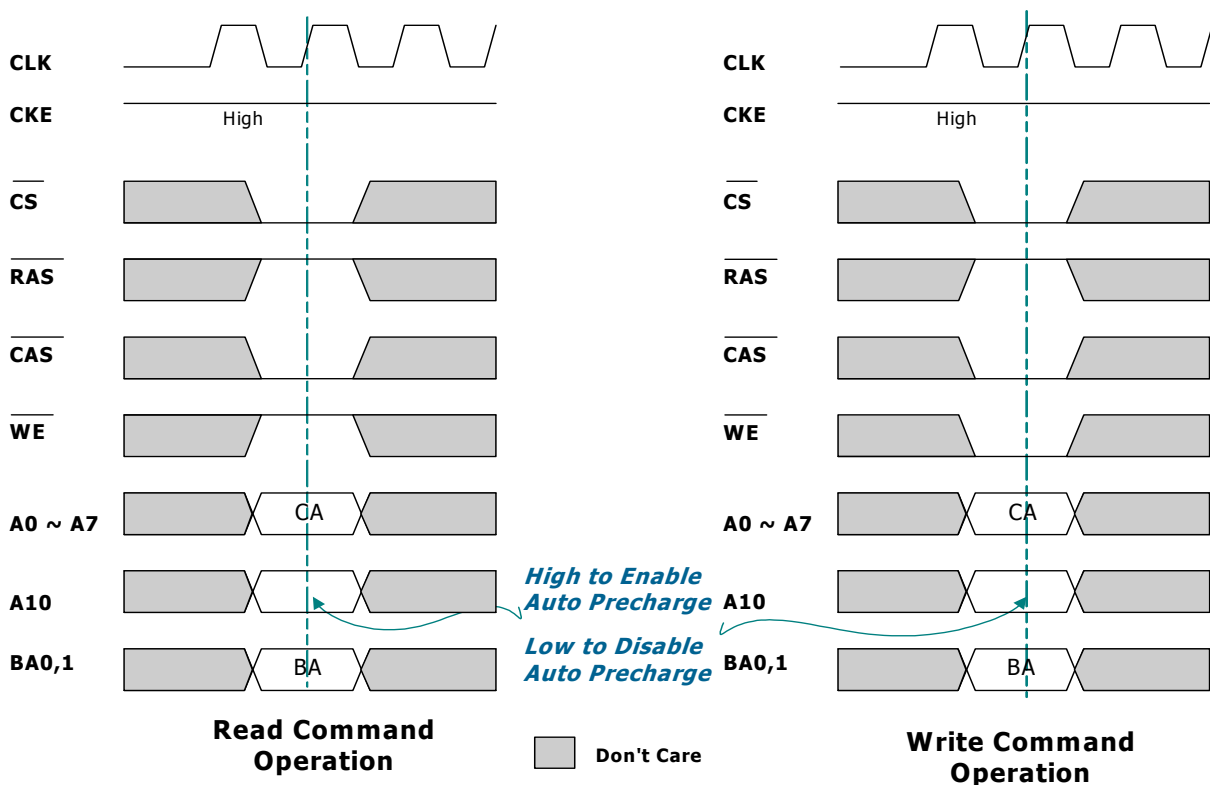 CLK
CKE
High
CS
RAS
CAS
WE
A0 ~ A7
CA
A10
BA0,1
BA
Read Command
Operation
High to Enable
Auto Precharge
Low to Disable
Auto Precharge
Don't Care
CLK
CKE
High
CS
RAS
CAS
WE
A0 ~ A7
CA
A10
BA0,1
BA
Write Command
Operation